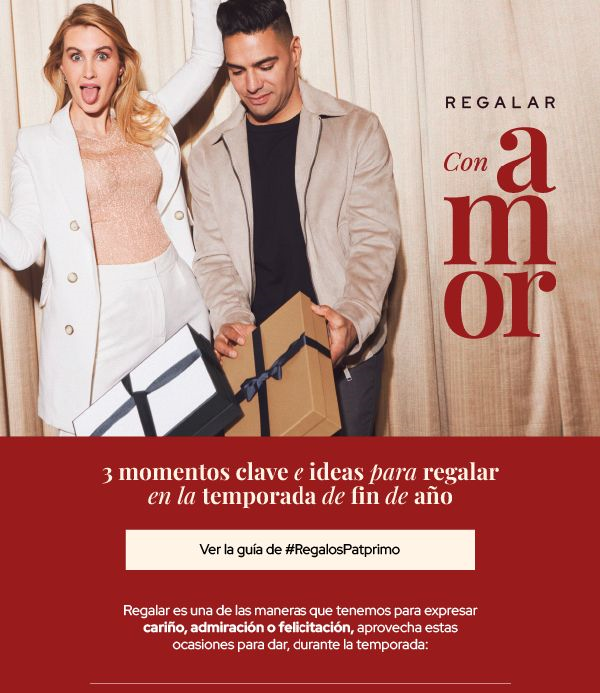 REGALAR
Con a
m
or
3 momentos clave e ideas para regalar
en la temporada de fin de año
Ver la guía de #RegalosPatprimo
Regalar es una de las maneras que tenemos para expresar
cariño, admiración o felicitación, aprovecha estas
ocasiones para dar, durante la temporada: